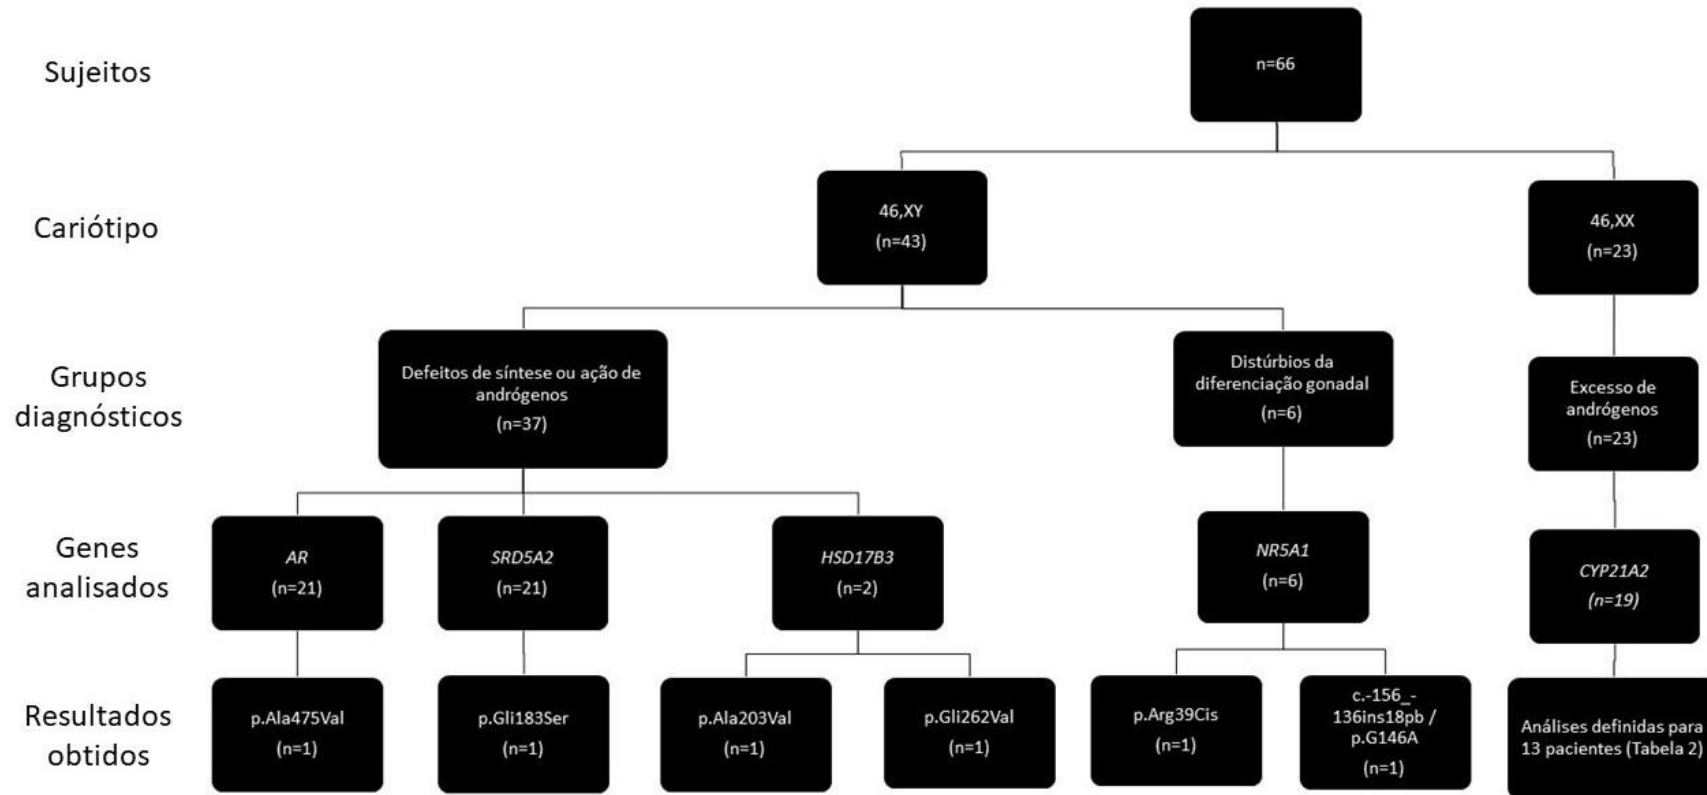 Sujeitos
n=66
Cariótipo
46,XY
(n=43)
46,XX
(n=23)
Grupos
diagnósticos
Defeitos de síntese ou ação de
andrógenos
(n=37)
Distúrbios da
diferenciação gonadal
(n=6)
Excesso de
andrógenos
(n=23)
Genes
analisados
AR
(n=21)
SRD5A2
(n=21)
HSD17B3
(n=2)
NR5A1
(n=6)
CYP21A2
(n=19)
Resultados
obtidos
p.Ala475Val
(n=1)
p.Gli183Ser
(n=1)
p.Ala203Val
(n=1)
p.Gli262Val
(n=1)
p.Arg39Cis
(n=1)
c.-156_-
136ins18pb /
p.G146A
(n=1)
Análises definidas para
13 pacientes (Tabela 2)